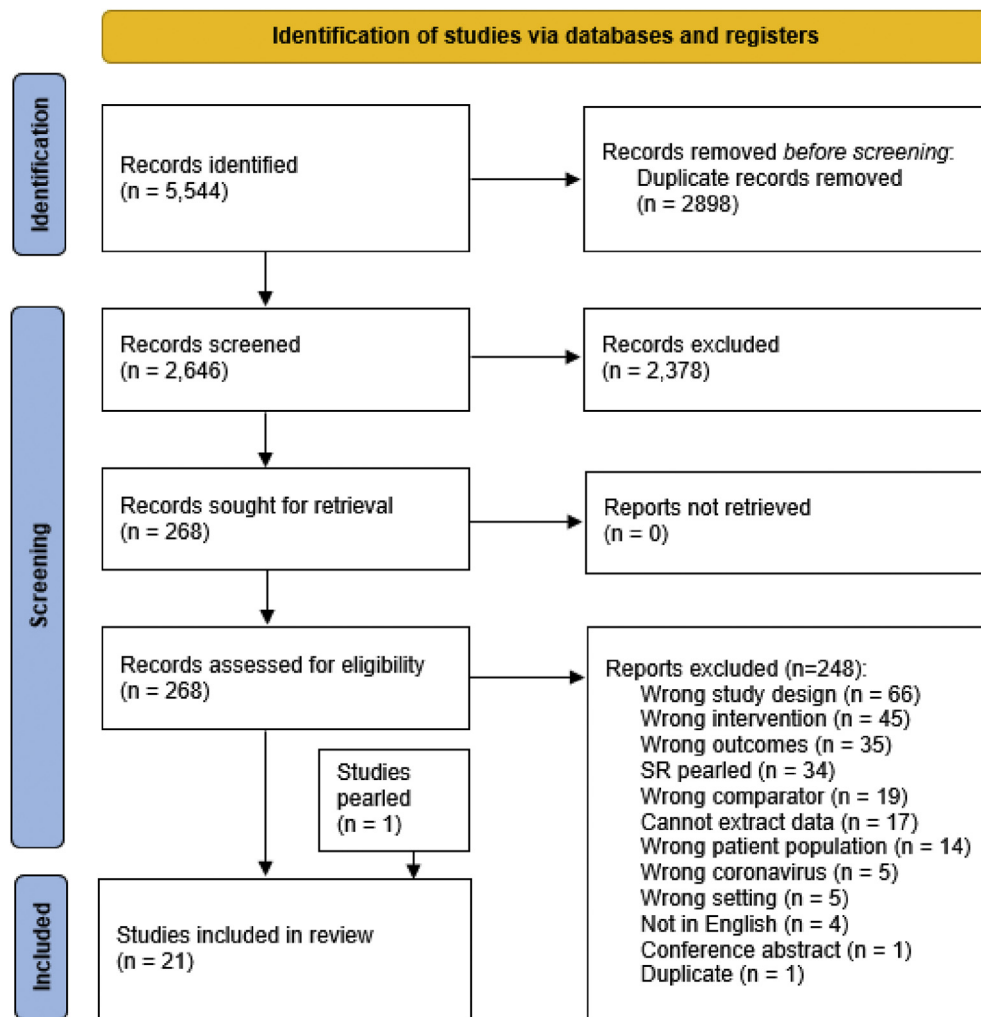 Identification of studies via databases and registers
Identification
Records identified
(n = 5,544)
Records removed before screening:
Duplicate records removed
(n = 2898)
Screening
Records screened
(n = 2,646)
Records excluded
(n = 2,378)
Records sought for retrieval
(n = 268)
Reports not retrieved
(n = 0)
Records assessed for eligibility
(n = 268)
Reports excluded (n=248):
Wrong study design (n = 66)
Wrong intervention (n = 45)
Wrong outcomes (n = 35)
SR pearled (n = 34)
Wrong comparator (n = 19)
Cannot extract data (n = 17)
Wrong patient population (n = 14)
Wrong coronavirus (n = 5)
Wrong setting (n = 5)
Not in English (n = 4)
Conference abstract (n = 1)
Duplicate (n = 1)
Studies
pearled
(n = 1)
Included
Studies included in review
(n = 21)